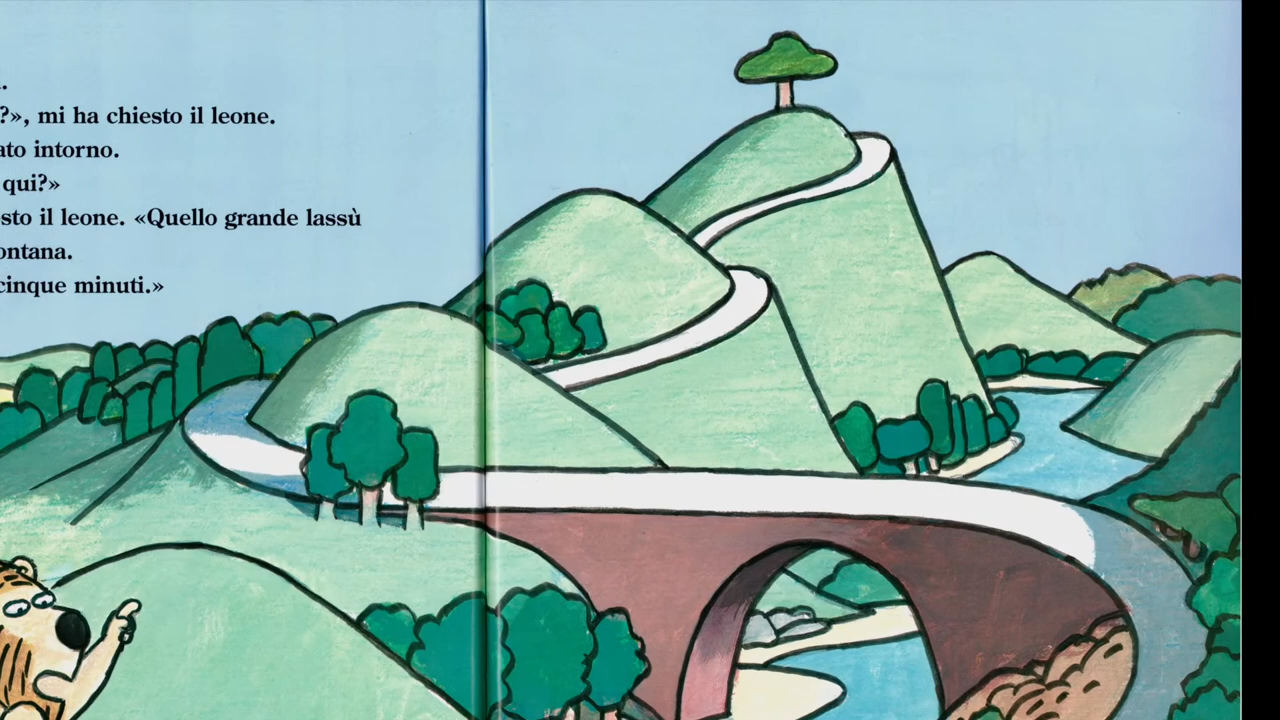 .
?», mi ha chiesto il leone.
ato intorno.
qui?»
sto il leone. «Quello grande lassù
ontana.
cinque minuti.»